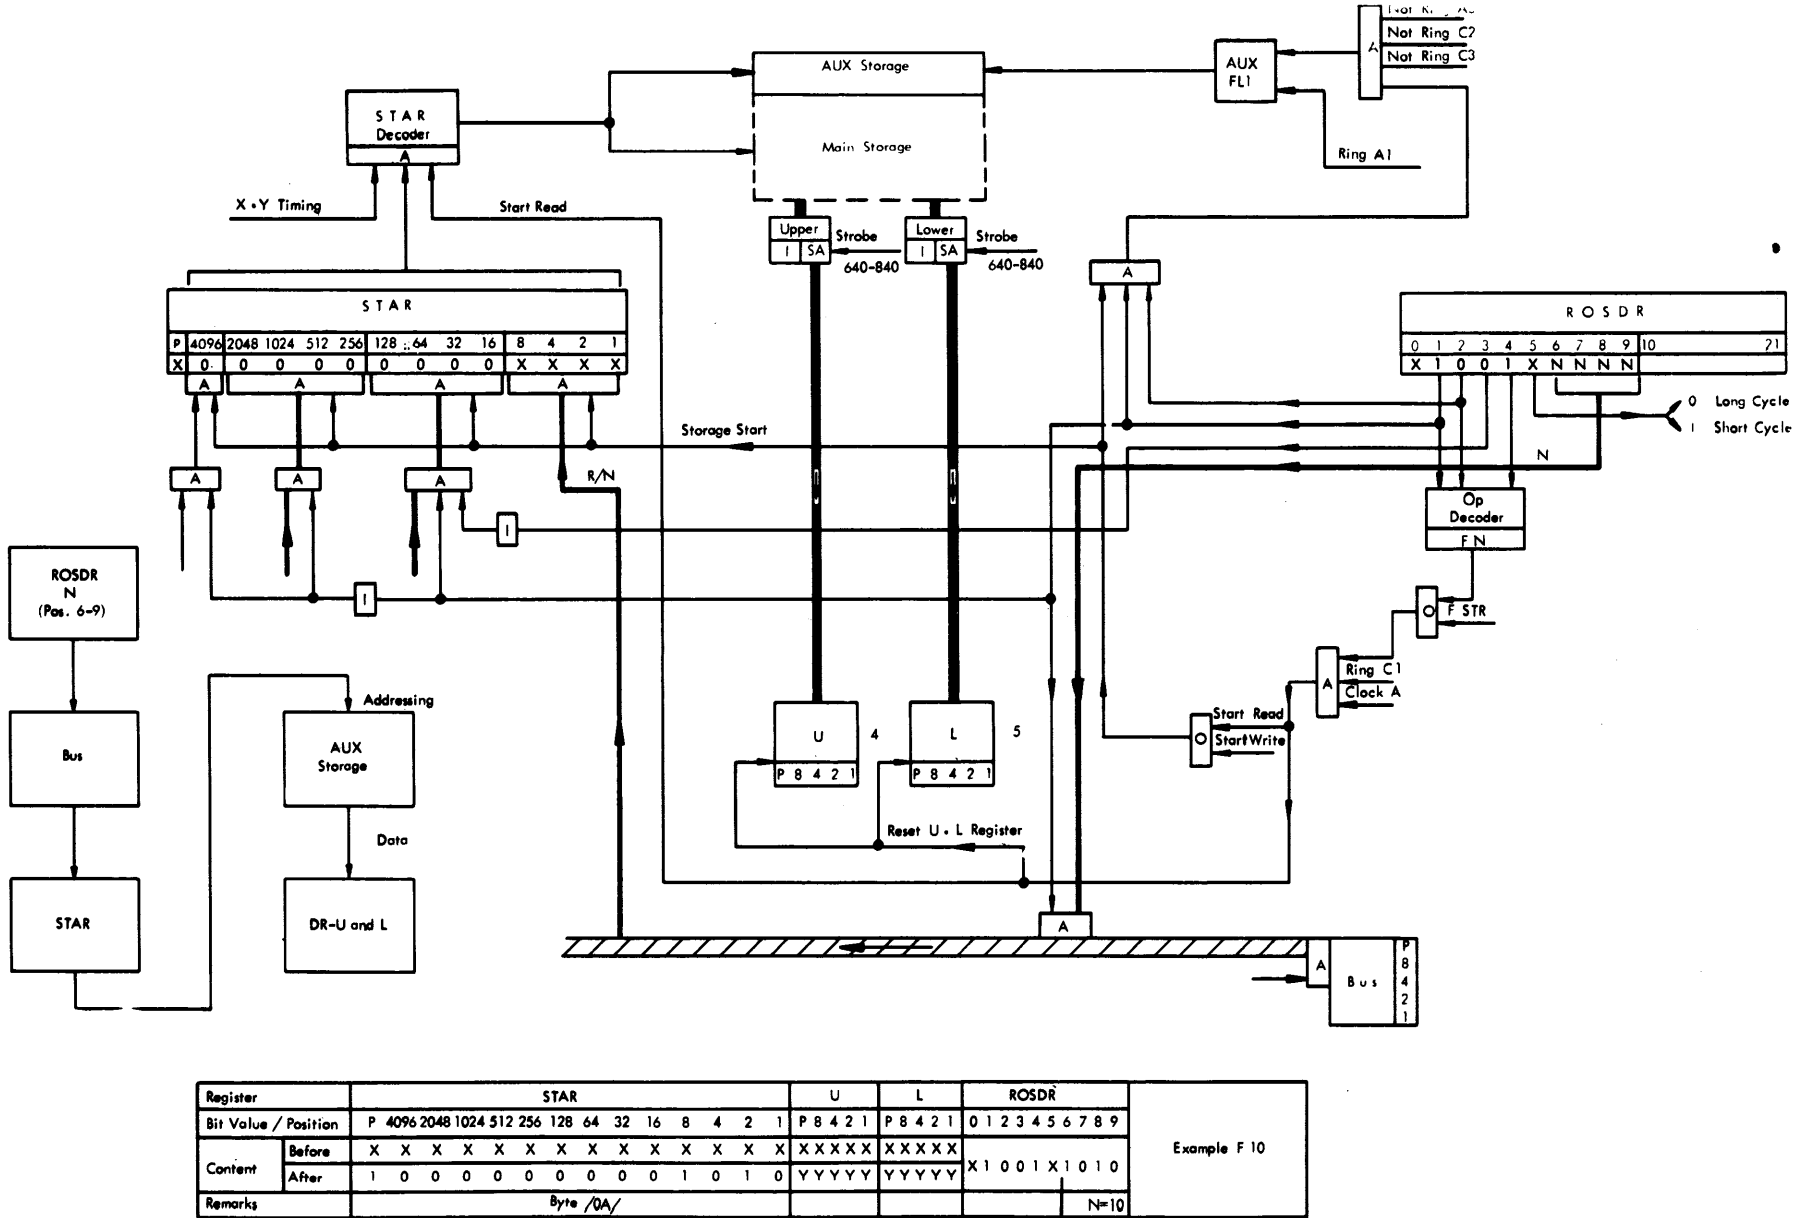 Not Ring C2
Not Ring C3
A
AUX
FL1
Ring A1
AUX Storage
Main Storage
S T A R
Decoder
A
X • Y Timing
Start Read
Upper
I SA
Strobe
640-840
Lower
I SA
Strobe
640-840
A
S T A R
P 4096 2048 1024 512 256 128 64 32 16 8 4 2 1
X 0 0 0 0 0 0 0 0 0 X X X X
A A A A
R O S D R
0 1 2 3 4 5 6 7 8 9 10 21
X 1 0 0 1 X N N N N
0 Long Cycle
1 Short Cycle
Storage Start
N
A A A
R/N
I
I
Op
Decoder
F N
O
F STR
ROSDR
N
(Pos. 6-9)
Ring C1
A
Clock A
Addressing
Start Read
O
Start Write
Bus
AUX
Storage
U 4
P 8 4 2 1
L 5
P 8 4 2 1
Reset U • L Register
Data
STAR
DR-U and L
A
A
Bus
P
8
4
2
1
Register STAR U L ROSDR
Bit Value / Position P 4096 2048 1024 512 256 128 64 32 16 8 4 2 1 P 8 4 2 1 P 8 4 2 1 0 1 2 3 4 5 6 7 8 9
Content Before X X X X X X X X X X X X X X X X X X X X X X X X
X 1 0 0 1 X 1 0 1 0
After 1 0 0 0 0 0 0 0 0 0 1 0 1 0 Y Y Y Y Y Y Y Y Y Y
Remarks Byte /0A/ N=10
Example F 10